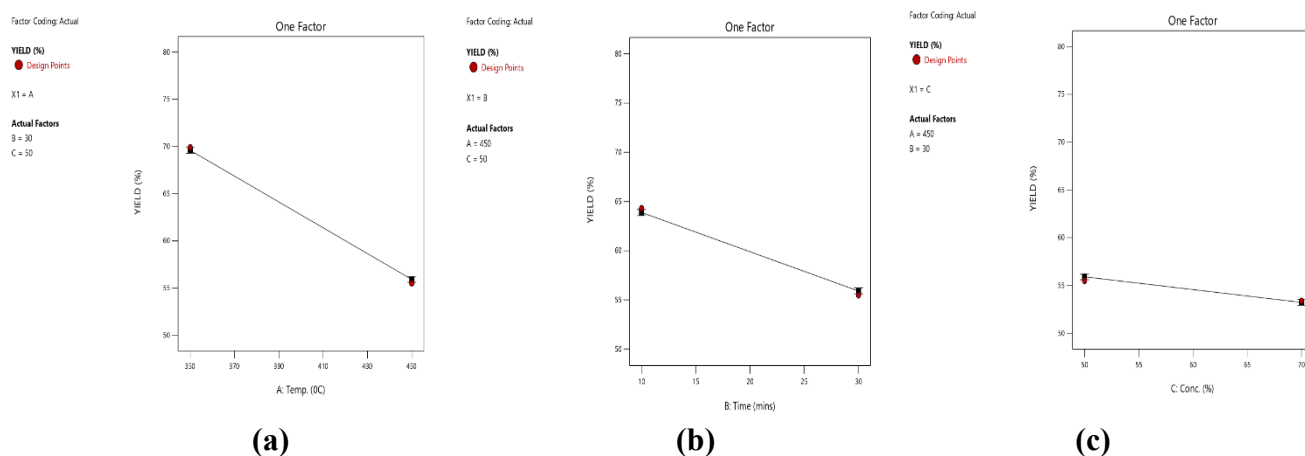 Factor Coding: Actual
YIELD (%)
Design Points
X1 = A
Actual Factors
B = 30
C = 50
One Factor
80
75
70
65
60
55
50
YIELD (%)
350
370
390
410
430
450
A: Temp. (0C)
(a)
Factor Coding: Actual
YIELD (%)
Design Points
X1 = B
Actual Factors
A = 450
C = 50
One Factor
80
75
70
65
60
55
50
YIELD (%)
10
15
20
25
30
B: Time (mins)
(b)
Factor Coding: Actual
YIELD (%)
Design Points
X1 = C
Actual Factors
A = 450
B = 30
One Factor
80
75
70
65
60
55
50
YIELD (%)
50
55
60
65
70
C: Conc. (%)
(c)